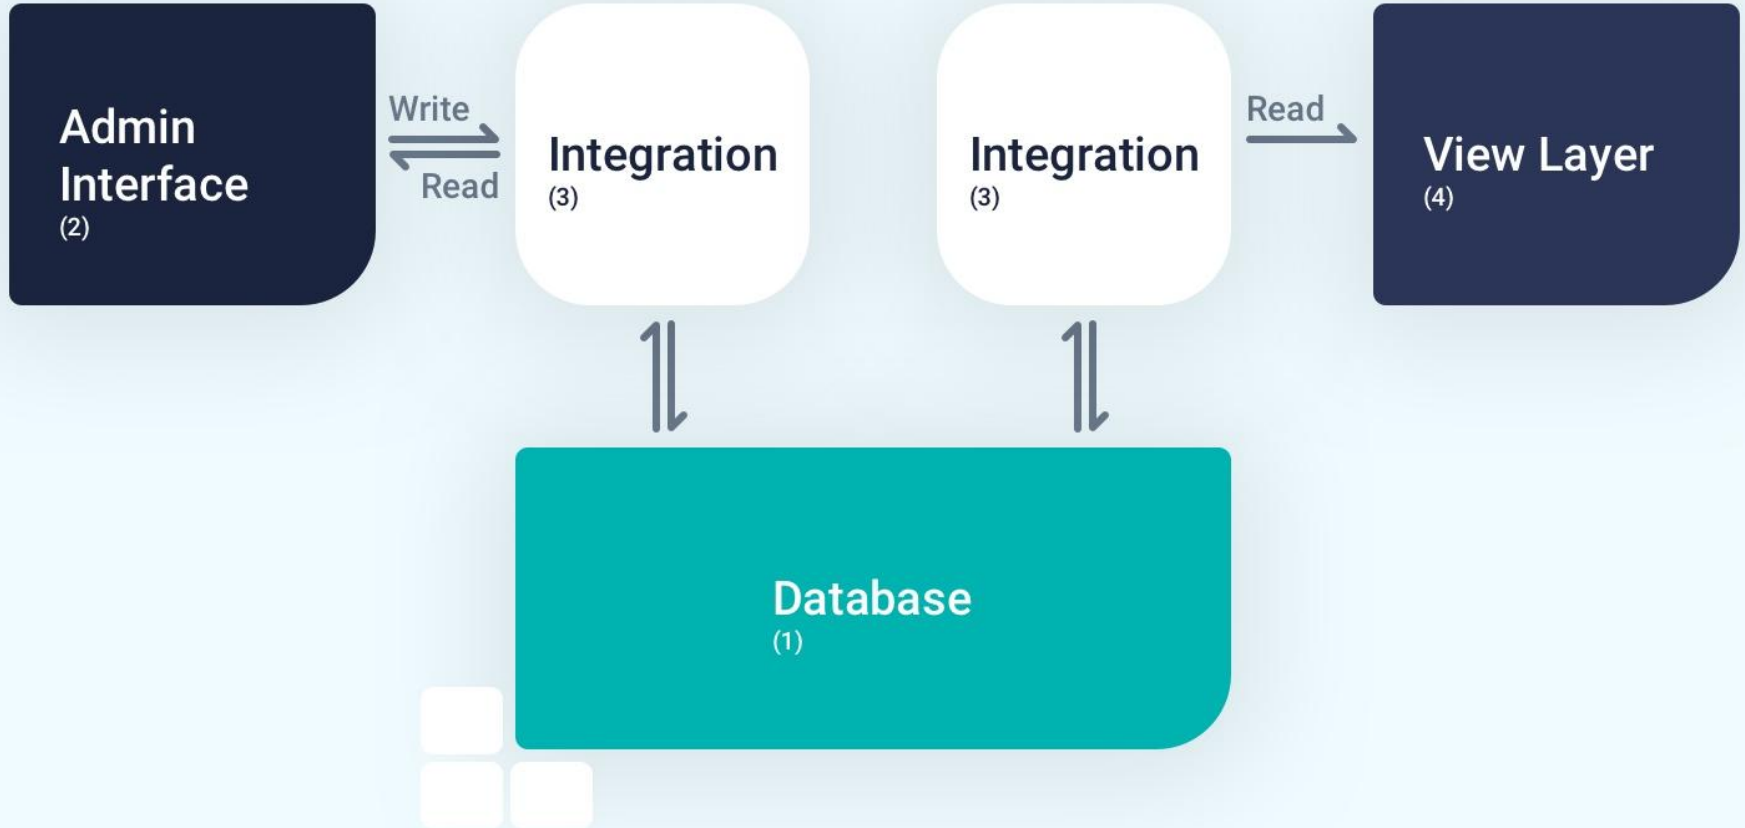 Admin
Interface
(2)
Write
Read
Integration
(3)
Integration
(3)
Read
View Layer
(4)
Database
(1)